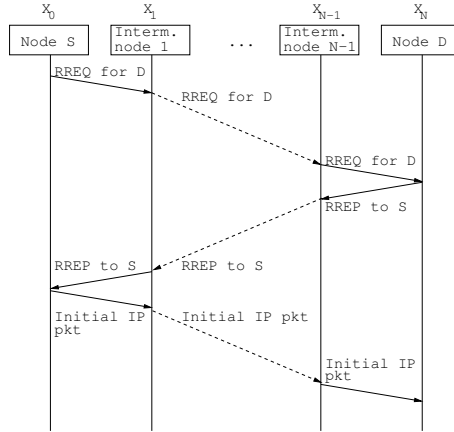 X0 X1 XN-1 XN
Node S
Interm.
node 1
...
Interm.
node N-1
Node D
RREQ for D
RREQ for D
RREQ for D
RREP to S
RREP to S
RREP to S
Initial IP
pkt
Initial IP pkt
Initial IP
pkt